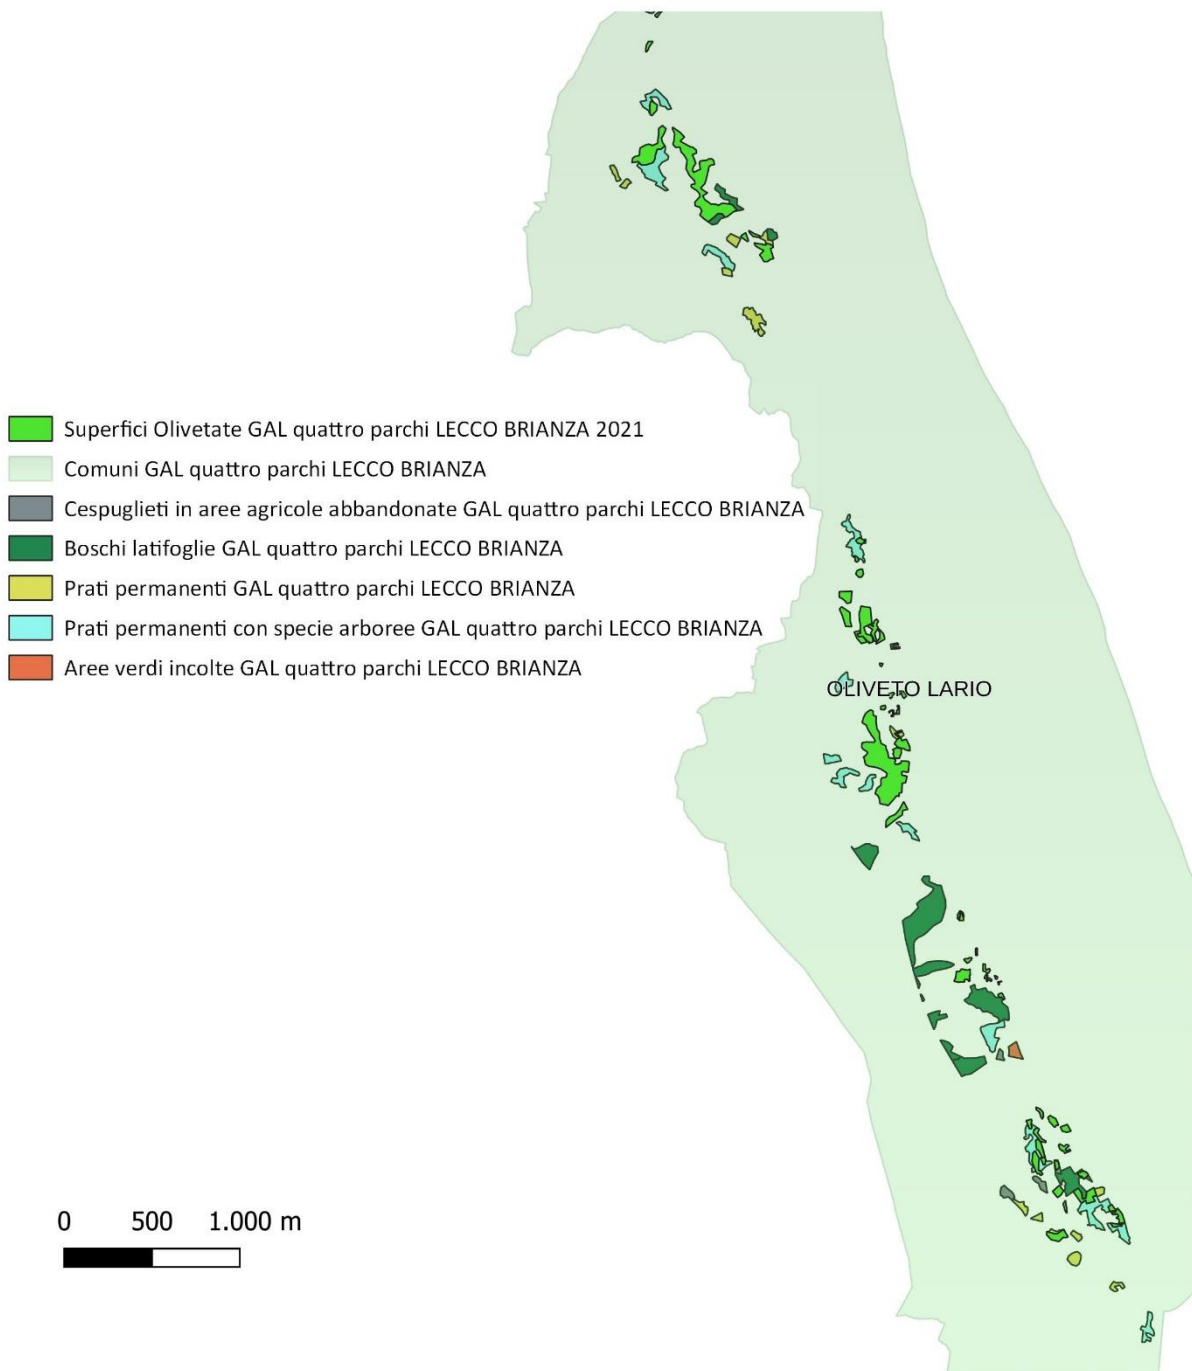 Superfici Olivetate GAL quattro parchi LECCO BRIANZA 2021
Comuni GAL quattro parchi LECCO BRIANZA
Cespuglieti in aree agricole abbandonate GAL quattro parchi LECCO BRIANZA
Boschi latifoglie GAL quattro parchi LECCO BRIANZA
Prati permanenti GAL quattro parchi LECCO BRIANZA
Prati permanenti con specie arboree GAL quattro parchi LECCO BRIANZA
Aree verdi incolte GAL quattro parchi LECCO BRIANZA
OLIVETO LARIO
0 500 1.000 m